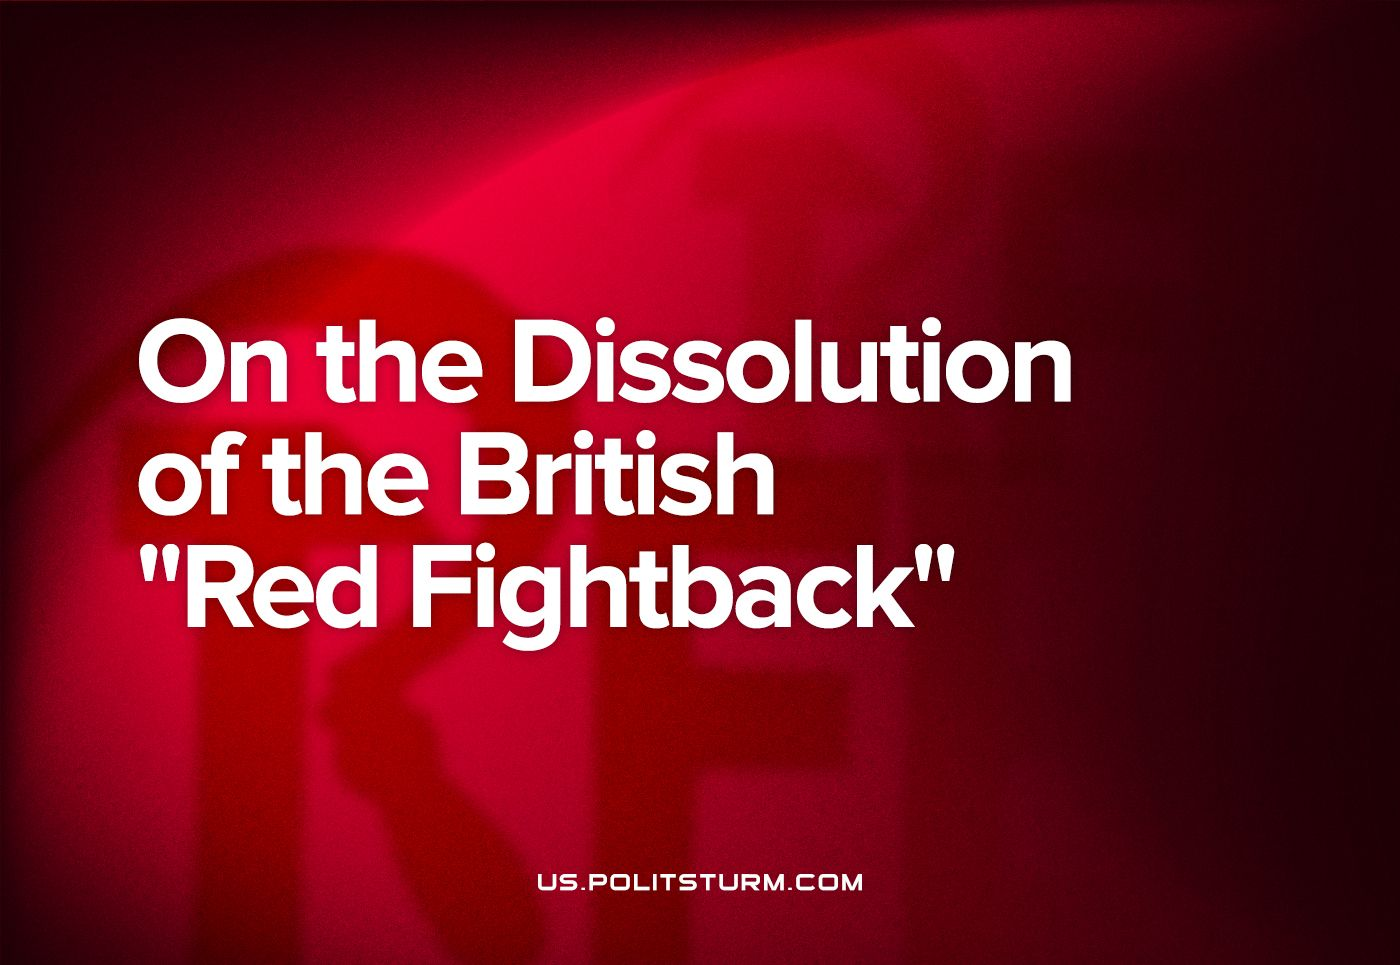 On the Dissolution
of the British
"Red Fightback"
US.POLITSTURM.COM